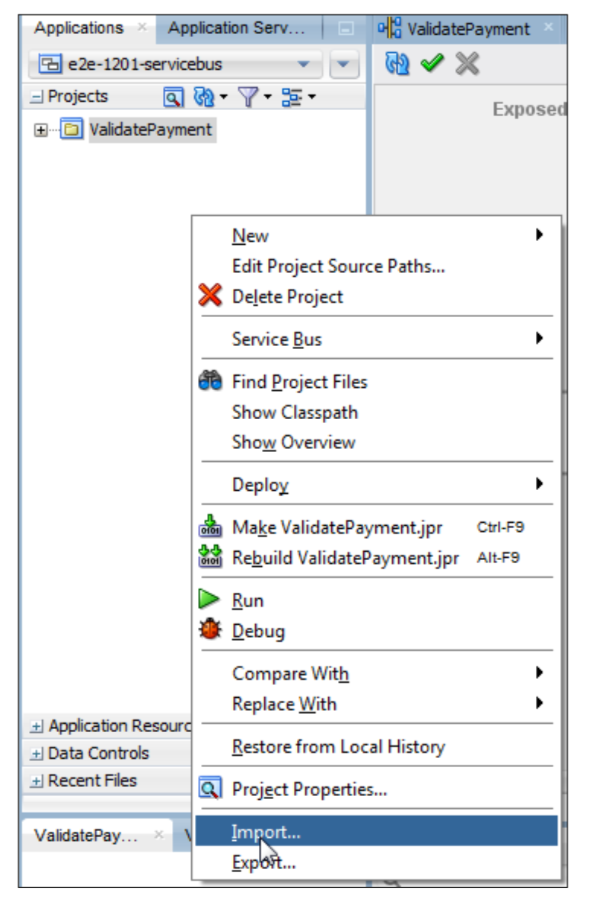 Applications Application Serv... ValidatePayment
e2e-1201-servicebus
Projects
Exposed
ValidatePayment
New
Edit Project Source Paths...
Delete Project
Service Bus
Find Project Files
Show Classpath
Show Overview
Deploy
Make ValidatePayment.jpr Ctrl-F9
Rebuild ValidatePayment.jpr Alt-F9
Run
Debug
Compare With
Replace With
Application Resourc
Restore from Local History
Data Controls
Recent Files
Project Properties...
ValidatePay...
Import...
Export...